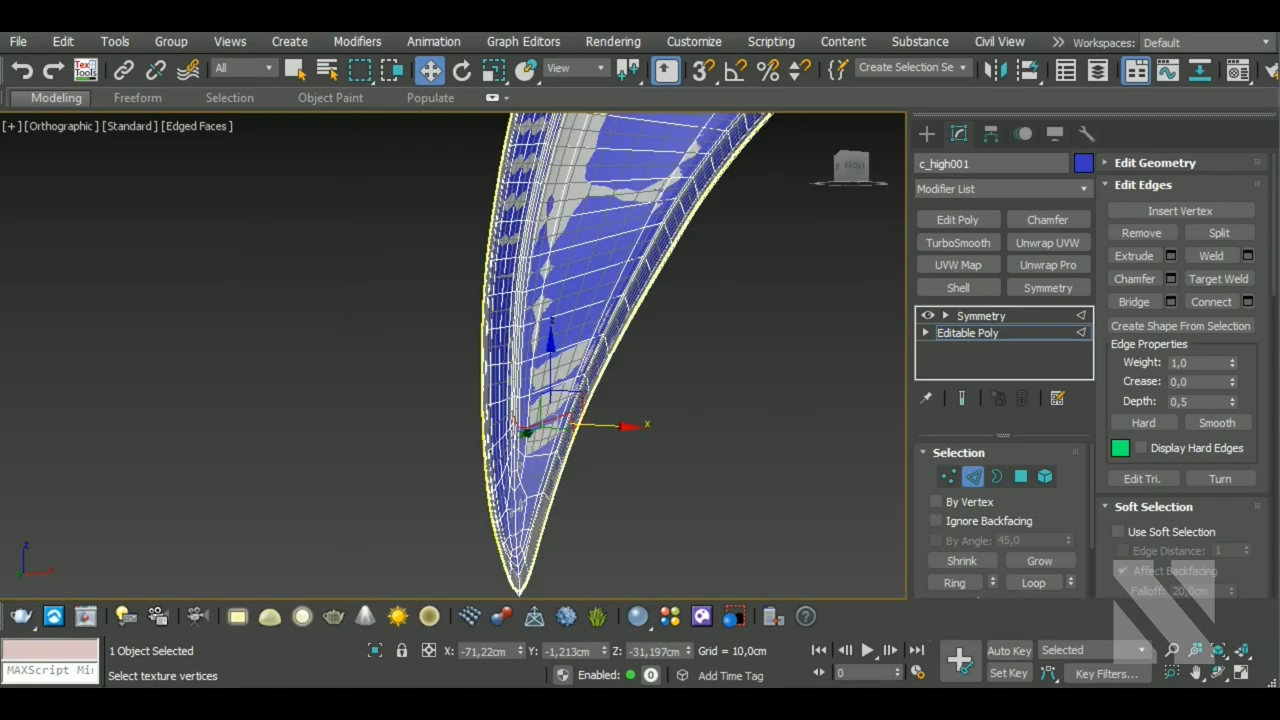 File Edit Tools Group Views Create Modifiers Animation Graph Editors Rendering Customize Scripting Content Substance Civil View Workspaces: Default
Tex Tools All View Create Selection Se
Modeling Freeform Selection Object Paint Populate
[+] [Orthographic ] [Standard ] [Edged Faces ]
c_high001
Modifier List
Edit Poly Chamfer
TurboSmooth Unwrap UVW
UVW Map Unwrap Pro
Shell Symmetry
Symmetry
Editable Poly
Selection
By Vertex
Ignore Backfacing
By Angle: 45,0
Shrink Grow
Ring Loop
Edit Geometry
Edit Edges
Insert Vertex
Remove Split
Extrude Weld
Chamfer Target Weld
Bridge Connect
Create Shape From Selection
Edge Properties
Weight: 1,0
Crease: 0,0
Depth: 0,5
Hard Smooth
Display Hard Edges
Edit Tri. Turn
Soft Selection
Use Soft Selection
Edge Distance: 1
Affect Backfacing
Falloff: 20,0cm
x
z
z
1 Object Selected X: -71,22cm Y: -1,213cm Z: -31,197cm Grid = 10,0cm Auto Key Selected
MAXScript Mi Select texture vertices Enabled: 0 Add Time Tag 0 Set Key Key Filters...